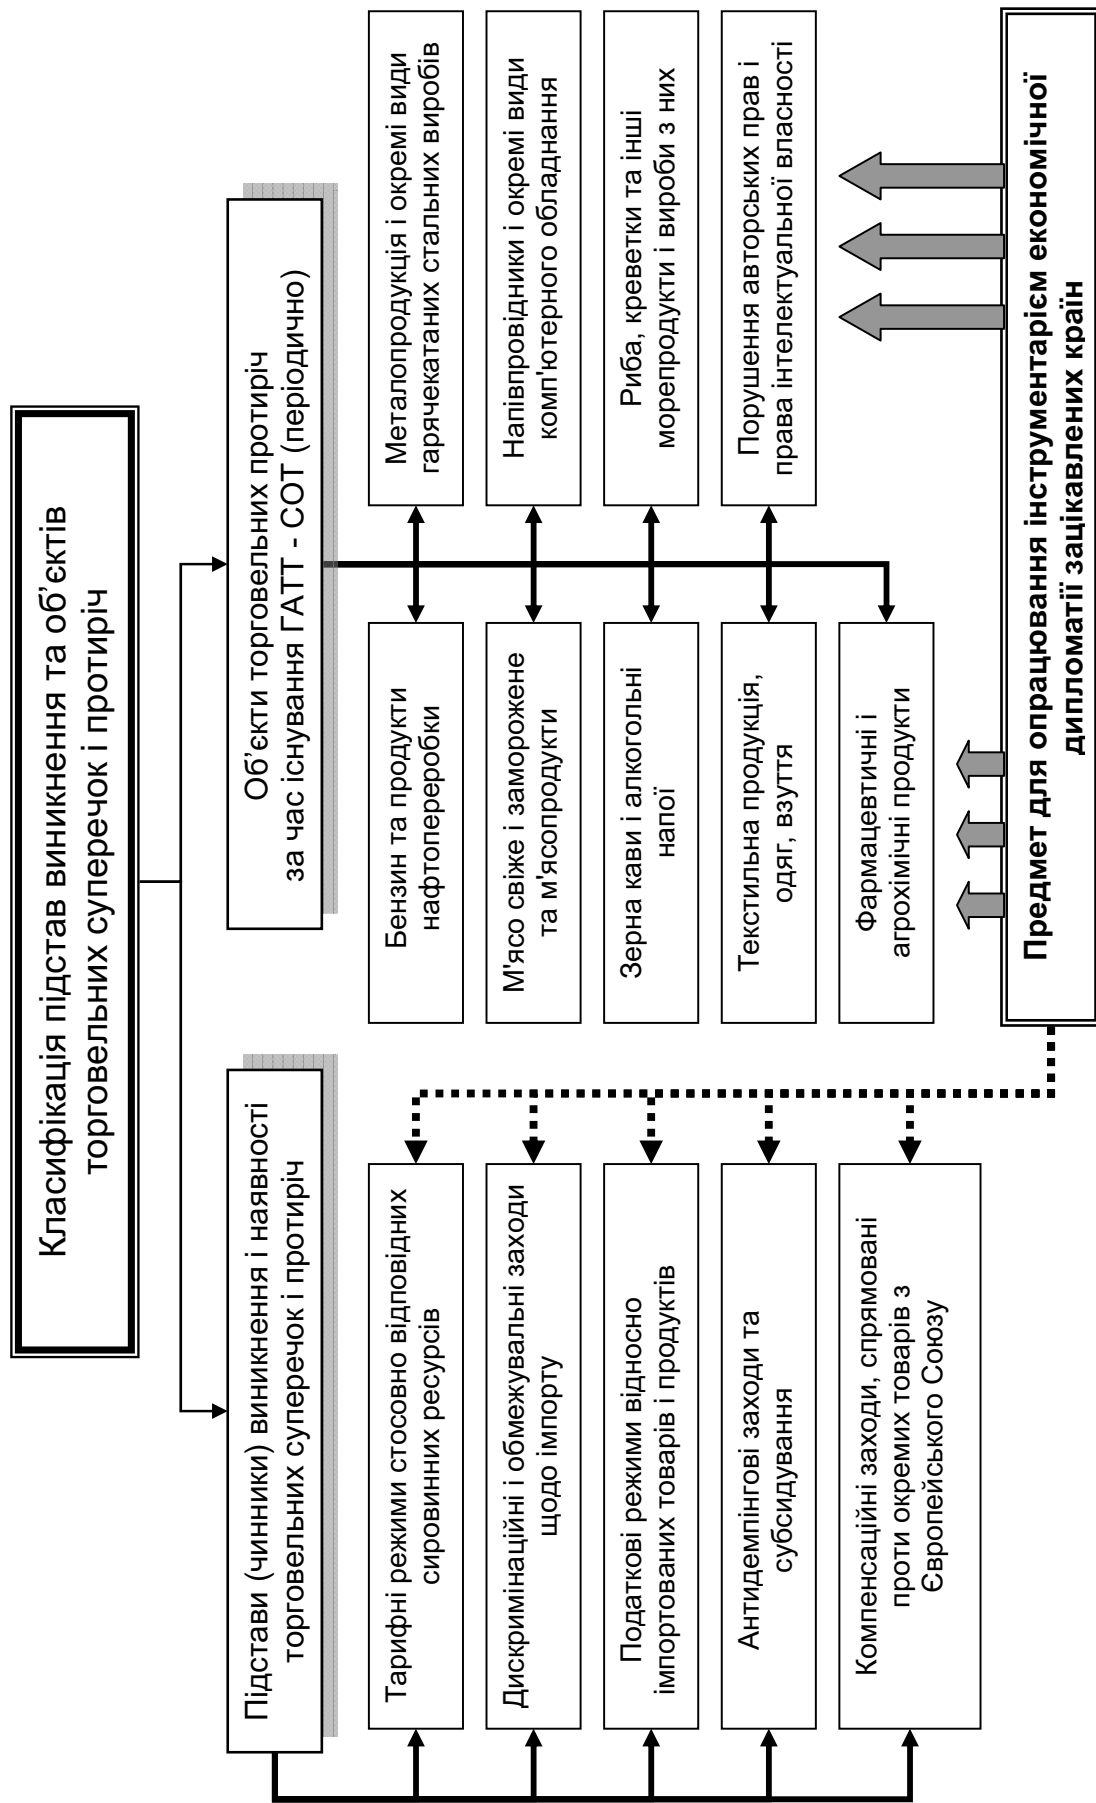 Класифікація підстав виникнення та об’єктів
торговельних суперечок і протиріч
Підстави (чинники) виникнення і наявності
торговельних суперечок і протиріч
Тарифні режими стосовно відповідних
сировинних ресурсів
Дискримінаційні і обмежувальні заходи
щодо імпорту
Податкові режими відносно
імпортованих товарів і продуктів
Антидемпінгові заходи та
субсидування
Компенсаційні заходи, спрямовані
проти окремих товарів з
Європейського Союзу
Об’єкти торговельних протиріч
за час існування ГАТТ - СОТ (періодично)
Бензин та продукти
нафтопереробки
М'ясо свіже і заморожене
та м'ясопродукти
Зерна кави і алкогольні
напої
Текстильна продукція,
одяг, взуття
Фармацевтичні і
агрохімічні продукти
Металопродукція і окремі види
гарячекатаних стальних виробів
Напівпровідники і окремі види
комп'ютерного обладнання
Риба, креветки та інші
морепродукти і вироби з них
Порушення авторських прав і
права інтелектуальної власності
Предмет для опрацювання інструментарієм економічної
дипломатії зацікавлених країн